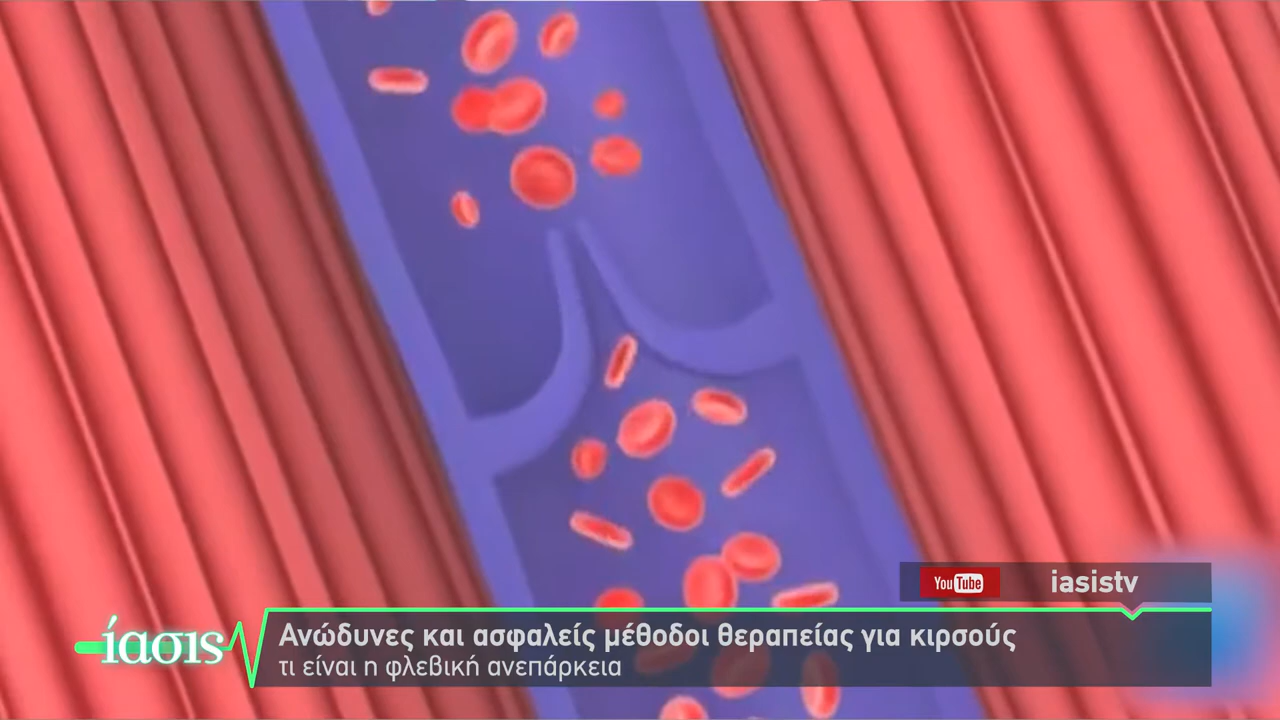 YouTube
iasistv
ίασις
Ανώδυνες και ασφαλείς μέθοδοι θεραπείας για κιρσούς
τι είναι η φλεβική ανεπάρκεια